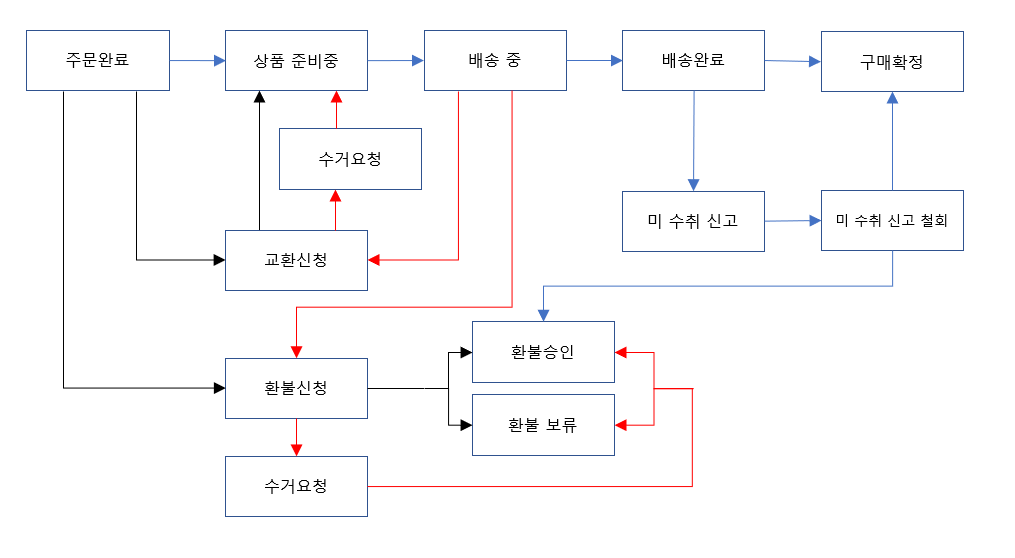 주문완료
상품 준비중
배송 중
배송완료
구매확정
수거요청
미 수취 신고
미 수취 신고 철회
교환신청
환불승인
환불신청
환불 보류
수거요청